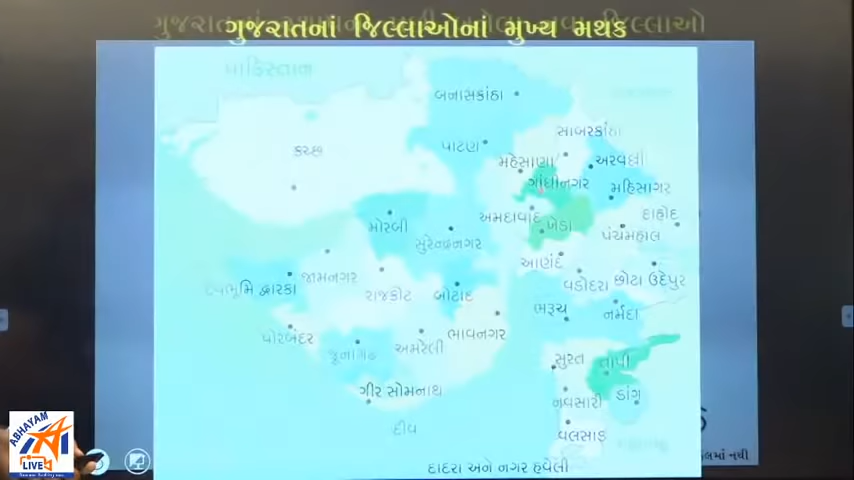 ગુજરાતનાં જિલ્લાઓનાં મુખ્ય મથક
પાકિસ્તાન
બનાસકાંઠા
સાબરકાંઠા
પાટણ
કચ્છ
મહેસાણા
અરવલ્લી
ગાંધીનગર
મહિસાગર
અમદાવાદ
દાહોદ
મોરબી
ખેડા
પંચમહાલ
સુરેન્દ્રનગર
આણંદ
જામનગર
વડોદરા
છોટા ઉદેપુર
દેવભૂમિ દ્વારકા
રાજકોટ
બોટાદ
ભરૂચ
નર્મદા
પોરબંદર
ભાવનગર
જૂનાગઢ
અમરેલી
સુરત
તાપી
ગીર સોમનાથ
ડાંગ
નવસારી
દીવ
વલસાડ
દાદરા અને નગર હવેલી
ABHAYAM
LIVE